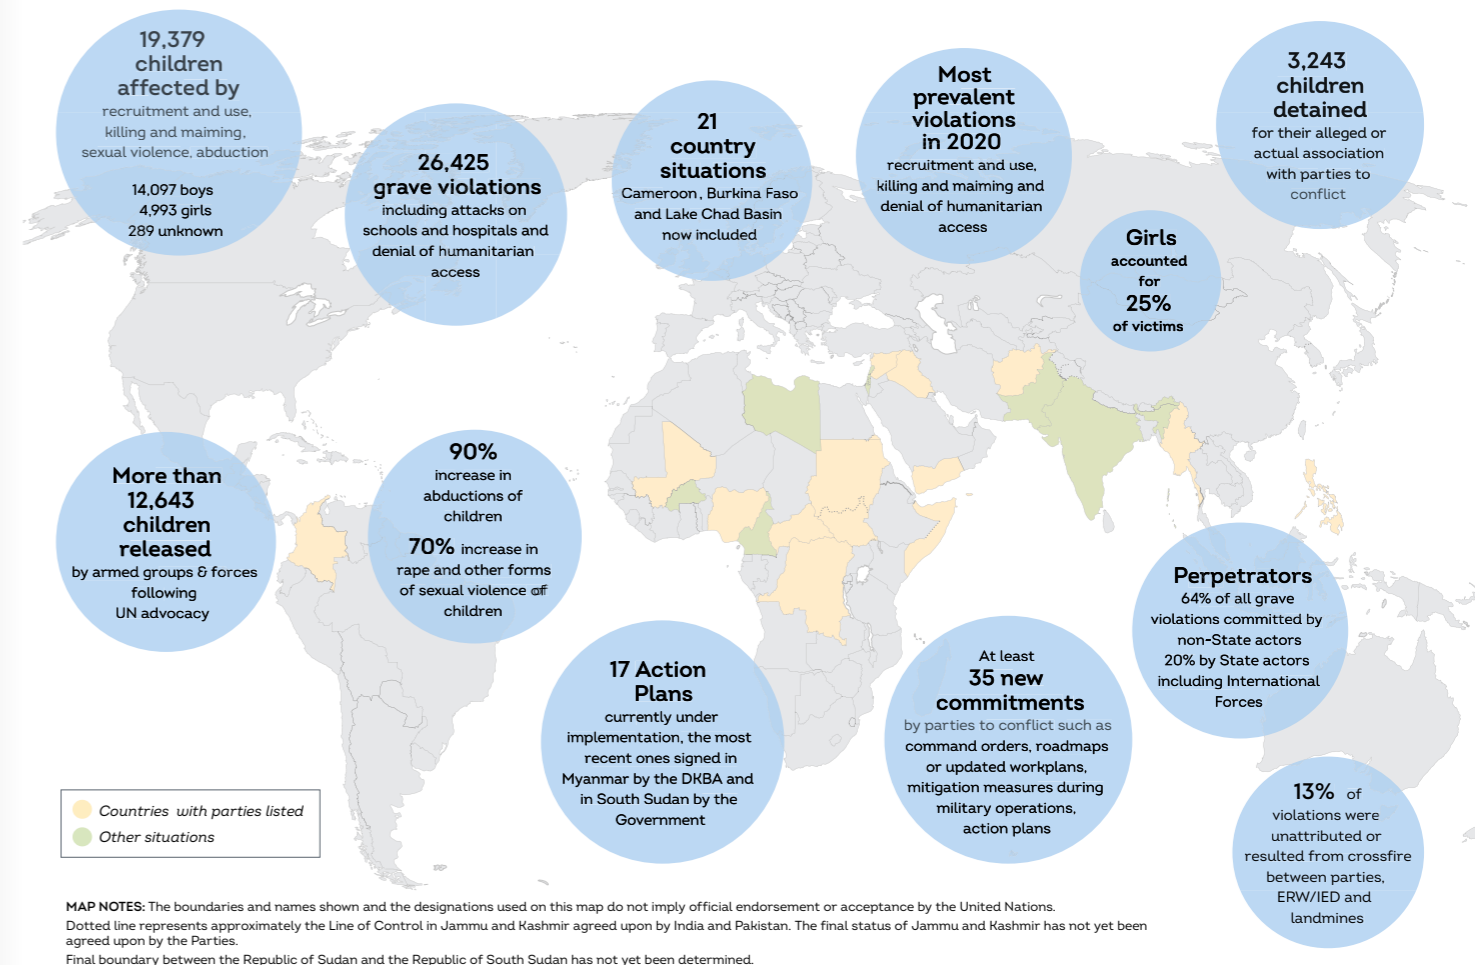 19,379
children
affected by
recruitment and use,
killing and maiming,
sexual violence, abduction
14,097 boys
4,993 girls
289 unknown
26,425
grave violations
including attacks on
schools and hospitals and
denial of humanitarian
access
21
country
situations
Cameroon, Burkina Faso
and Lake Chad Basin
now included
Most
prevalent
violations
in 2020
recruitment and use,
killing and maiming and
denial of humanitarian
access
3,243
children
detained
for their alleged or
actual association
with parties to
conflict
Girls
accounted
for
25%
of victims
More than
12,643
children
released
by armed groups & forces
following
UN advocacy
90%
increase in
abductions of
children
70% increase in
rape and other forms
of sexual violence of
children
17 Action
Plans
currently under
implementation, the most
recent ones signed in
Myanmar by the DKBA and
in South Sudan by the
Government
At least
35 new
commitments
by parties to conflict such as
command orders, roadmaps
or updated workplans,
mitigation measures during
military operations,
action plans
Perpetrators
64% of all grave
violations committed by
non-State actors
20% by State actors
including International
Forces
13% of
violations were
unattributed or
resulted from crossfire
between parties,
ERW/IED and
landmines
Countries with parties listed
Other situations
MAP NOTES: The boundaries and names shown and the designations used on this map do not imply official endorsement or acceptance by the United Nations.
Dotted line represents approximately the Line of Control in Jammu and Kashmir agreed upon by India and Pakistan. The final status of Jammu and Kashmir has not yet been
agreed upon by the Parties.
Final boundary between the Republic of Sudan and the Republic of South Sudan has not yet been determined.